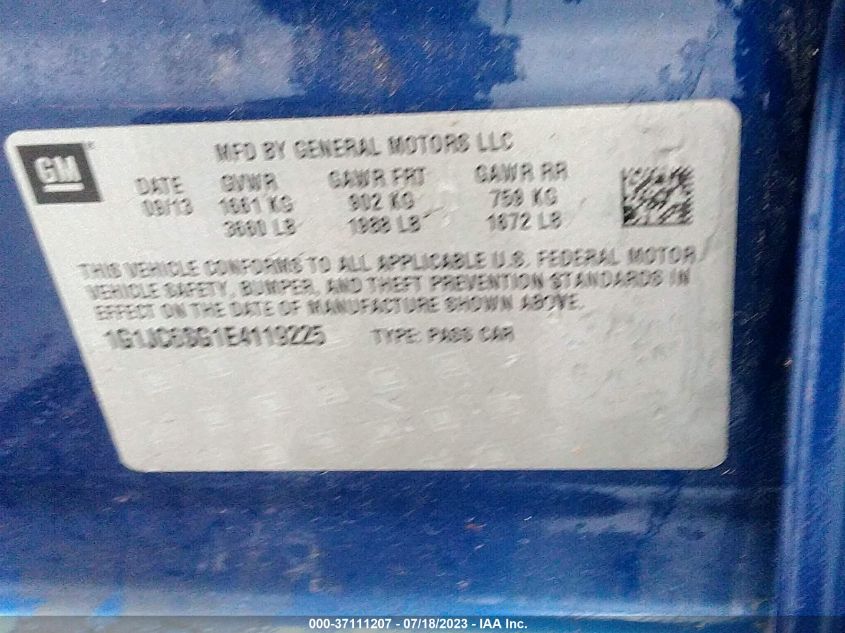 GM
MFD BY GENERAL MOTORS LLC
DATE GVWR GAWR FRT GAWR RR
09/13 1661 KG 902 KG 759 KG
3660 LB 1988 LB 1672 LB
THIS VEHICLE CONFORMS TO ALL APPLICABLE U.S. FEDERAL MOTOR
VEHICLE SAFETY, BUMPER, AND THEFT PREVENTION STANDARDS IN
EFFECT ON THE DATE OF MANUFACTURE SHOWN ABOVE.
1G1JC6SG1E4119225 TYPE: PASS CAR
000-37111207 - 07/18/2023 - IAA Inc.